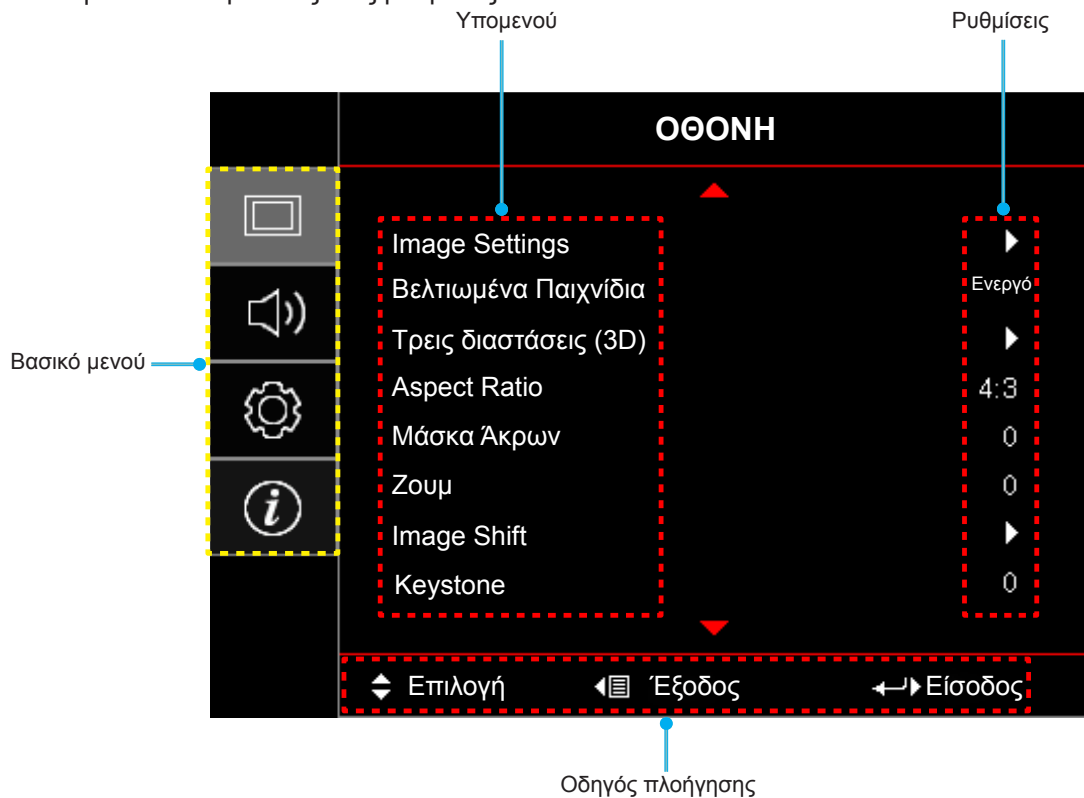 Υπομενού
Ρυθμίσεις
ΟΘΟΝΗ
Image Settings
Βελτιωμένα Παιχνίδια
Ενεργό
Τρεις διαστάσεις (3D)
Βασικό μενού
Aspect Ratio
4:3
Μάσκα Άκρων
0
Ζουμ
0
Image Shift
Keystone
0
Επιλογή
Έξοδος
Είσοδος
Οδηγός πλοήγησης